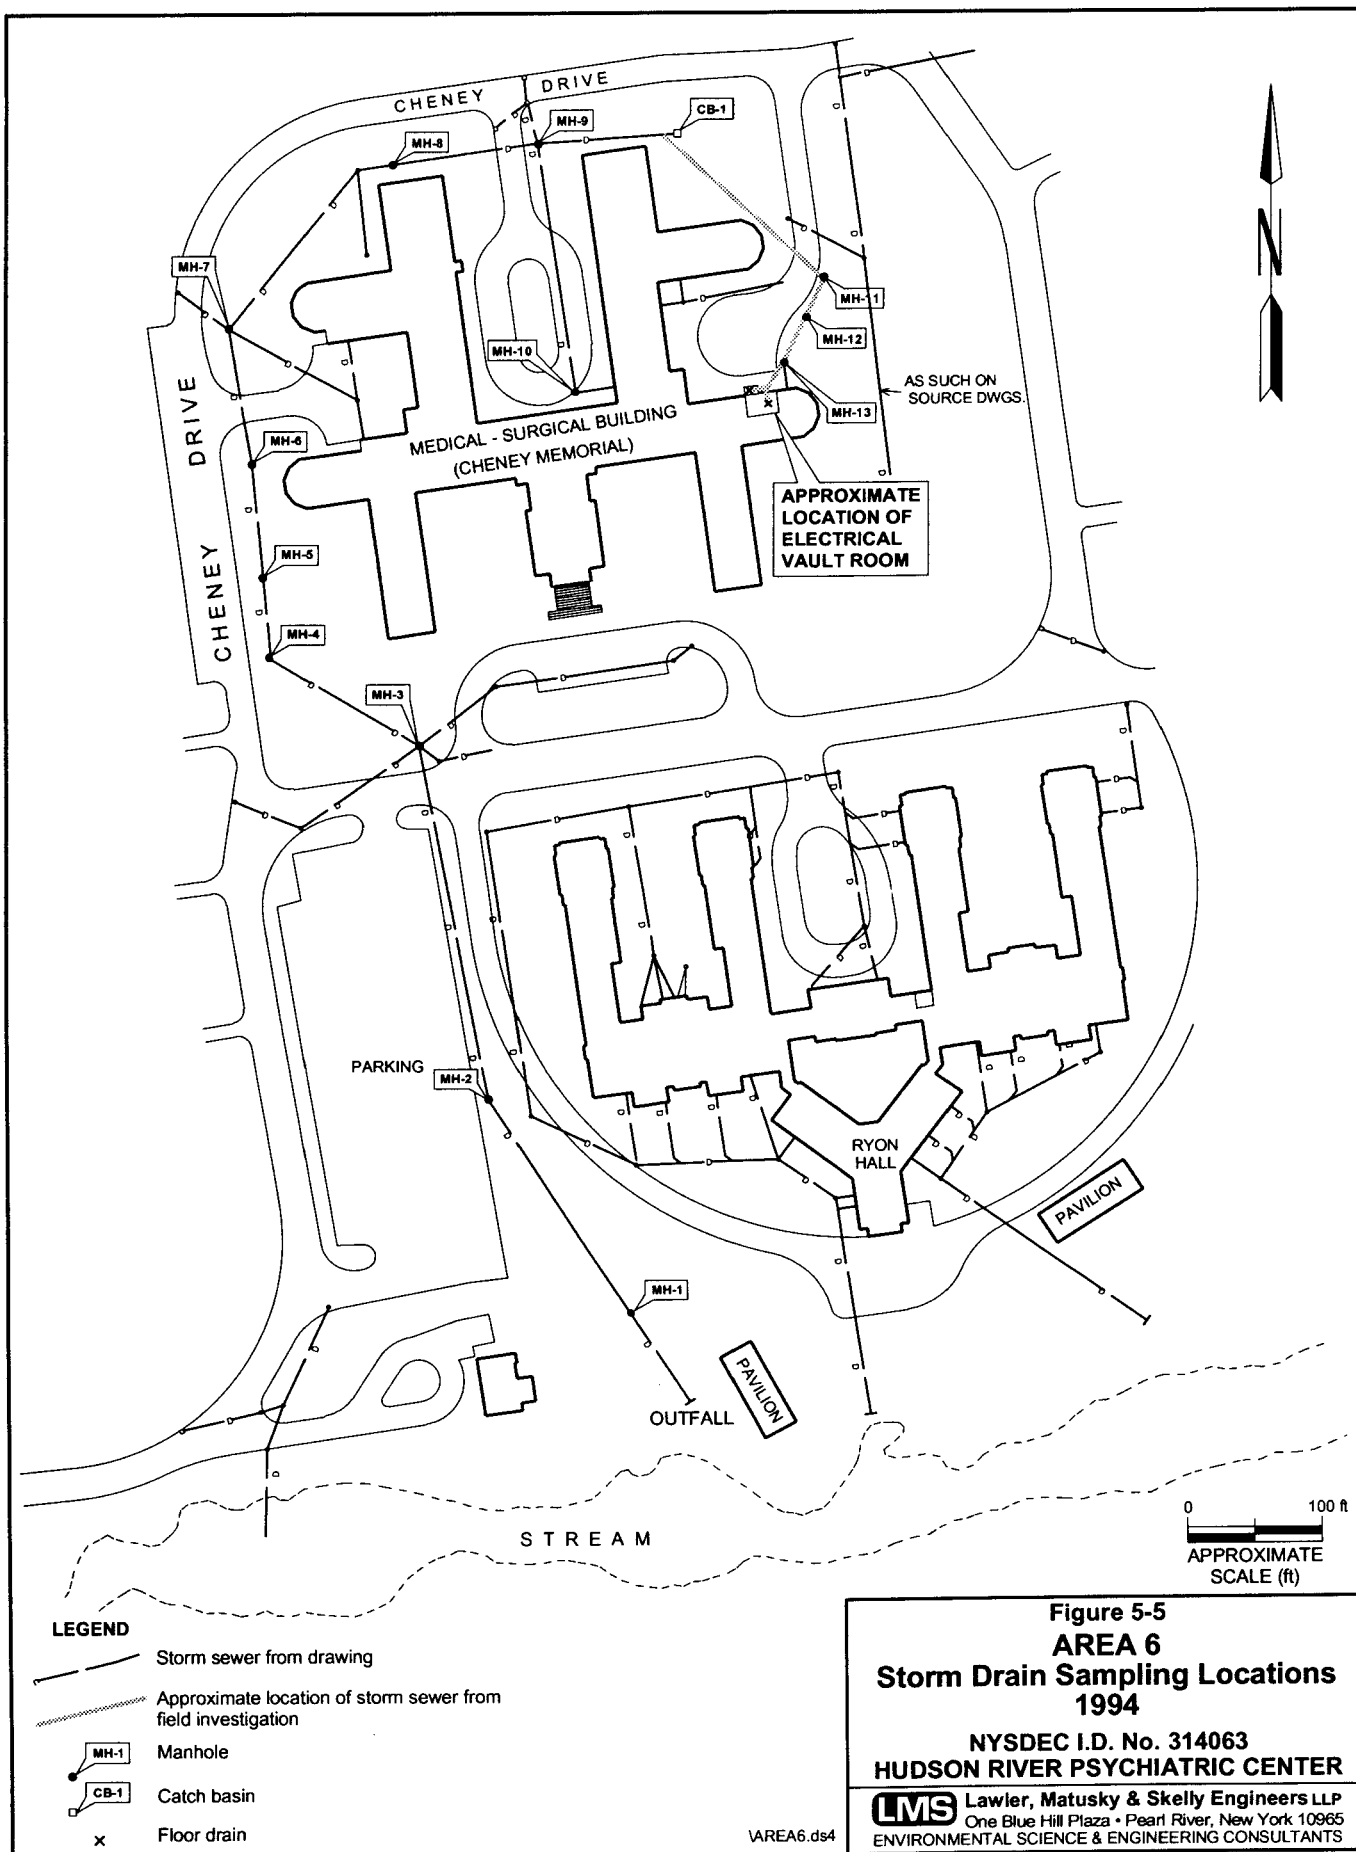 CHENEY DRIVE
CB-1
MH-9
MH-8
N
MH-7
MH-11
MH-12
MH-10
AS SUCH ON
SOURCE DWGS.
MH-13
CHENEY DRIVE
MEDICAL - SURGICAL BUILDING
(CHENEY MEMORIAL)
MH-6
APPROXIMATE
LOCATION OF
ELECTRICAL
VAULT ROOM
MH-5
MH-4
MH-3
PARKING
MH-2
RYON
HALL
PAVILION
MH-1
PAVILION
OUTFALL
STREAM
0 100 ft
APPROXIMATE
SCALE (ft)
LEGEND
Storm sewer from drawing
Approximate location of storm sewer from
field investigation
MH-1 Manhole
CB-1 Catch basin
x Floor drain
\AREA6.ds4
Figure 5-5
AREA 6
Storm Drain Sampling Locations
1994
NYSDEC I.D. No. 314063
HUDSON RIVER PSYCHIATRIC CENTER
LMS Lawler, Matusky & Skelly Engineers LLP
One Blue Hill Plaza • Pearl River, New York 10965
ENVIRONMENTAL SCIENCE & ENGINEERING CONSULTANTS